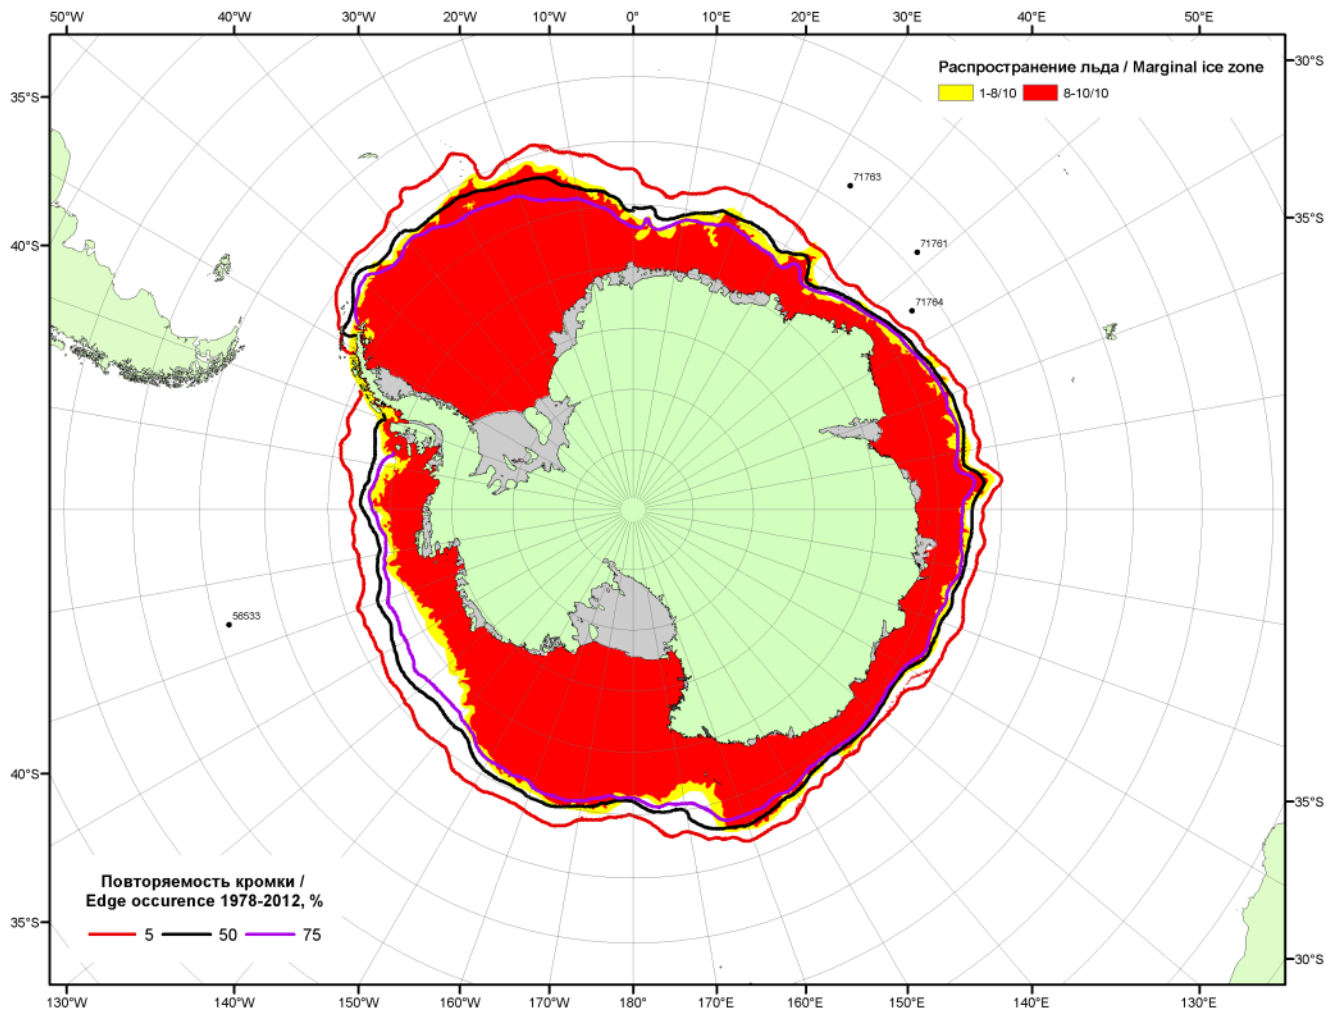 50°W 40°W 30°W 20°W 10°W 0° 10°E 20°E 30°E 40°E 50°E
Распространение льда / Marginal ice zone
1-8/10 8-10/10
30°S
35°S
71763
35°S
40°S
71761
71764
56533
40°S
35°S
Повторяемость кромки /
Edge occurence 1978-2012, %
5 50 75
35°S
30°S
130°W 140°W 150°W 160°W 170°W 180° 170°E 160°E 150°E 140°E 130°E